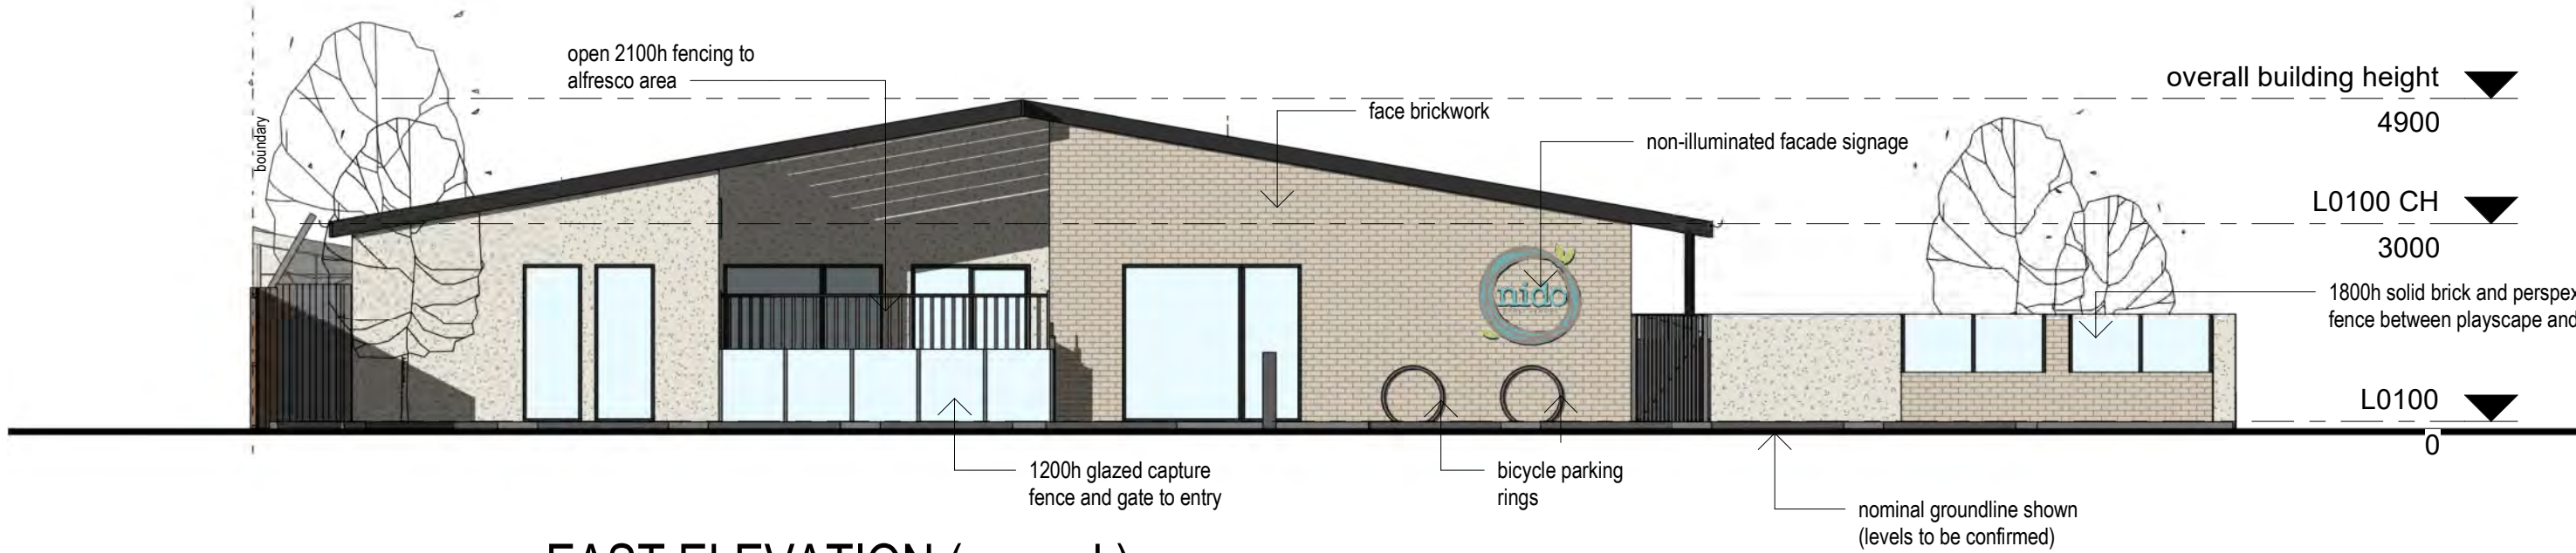 open 2100h fencing to
alfresco area
boundary
face brickwork
non-illuminated facade signage
overall building height
4900
L0100 CH
3000
nido
1800h solid brick and perspex
fence between playscape and
L0100
0
1200h glazed capture
fence and gate to entry
bicycle parking
rings
nominal groundline shown
(levels to be confirmed)
EAST ELEVATION (